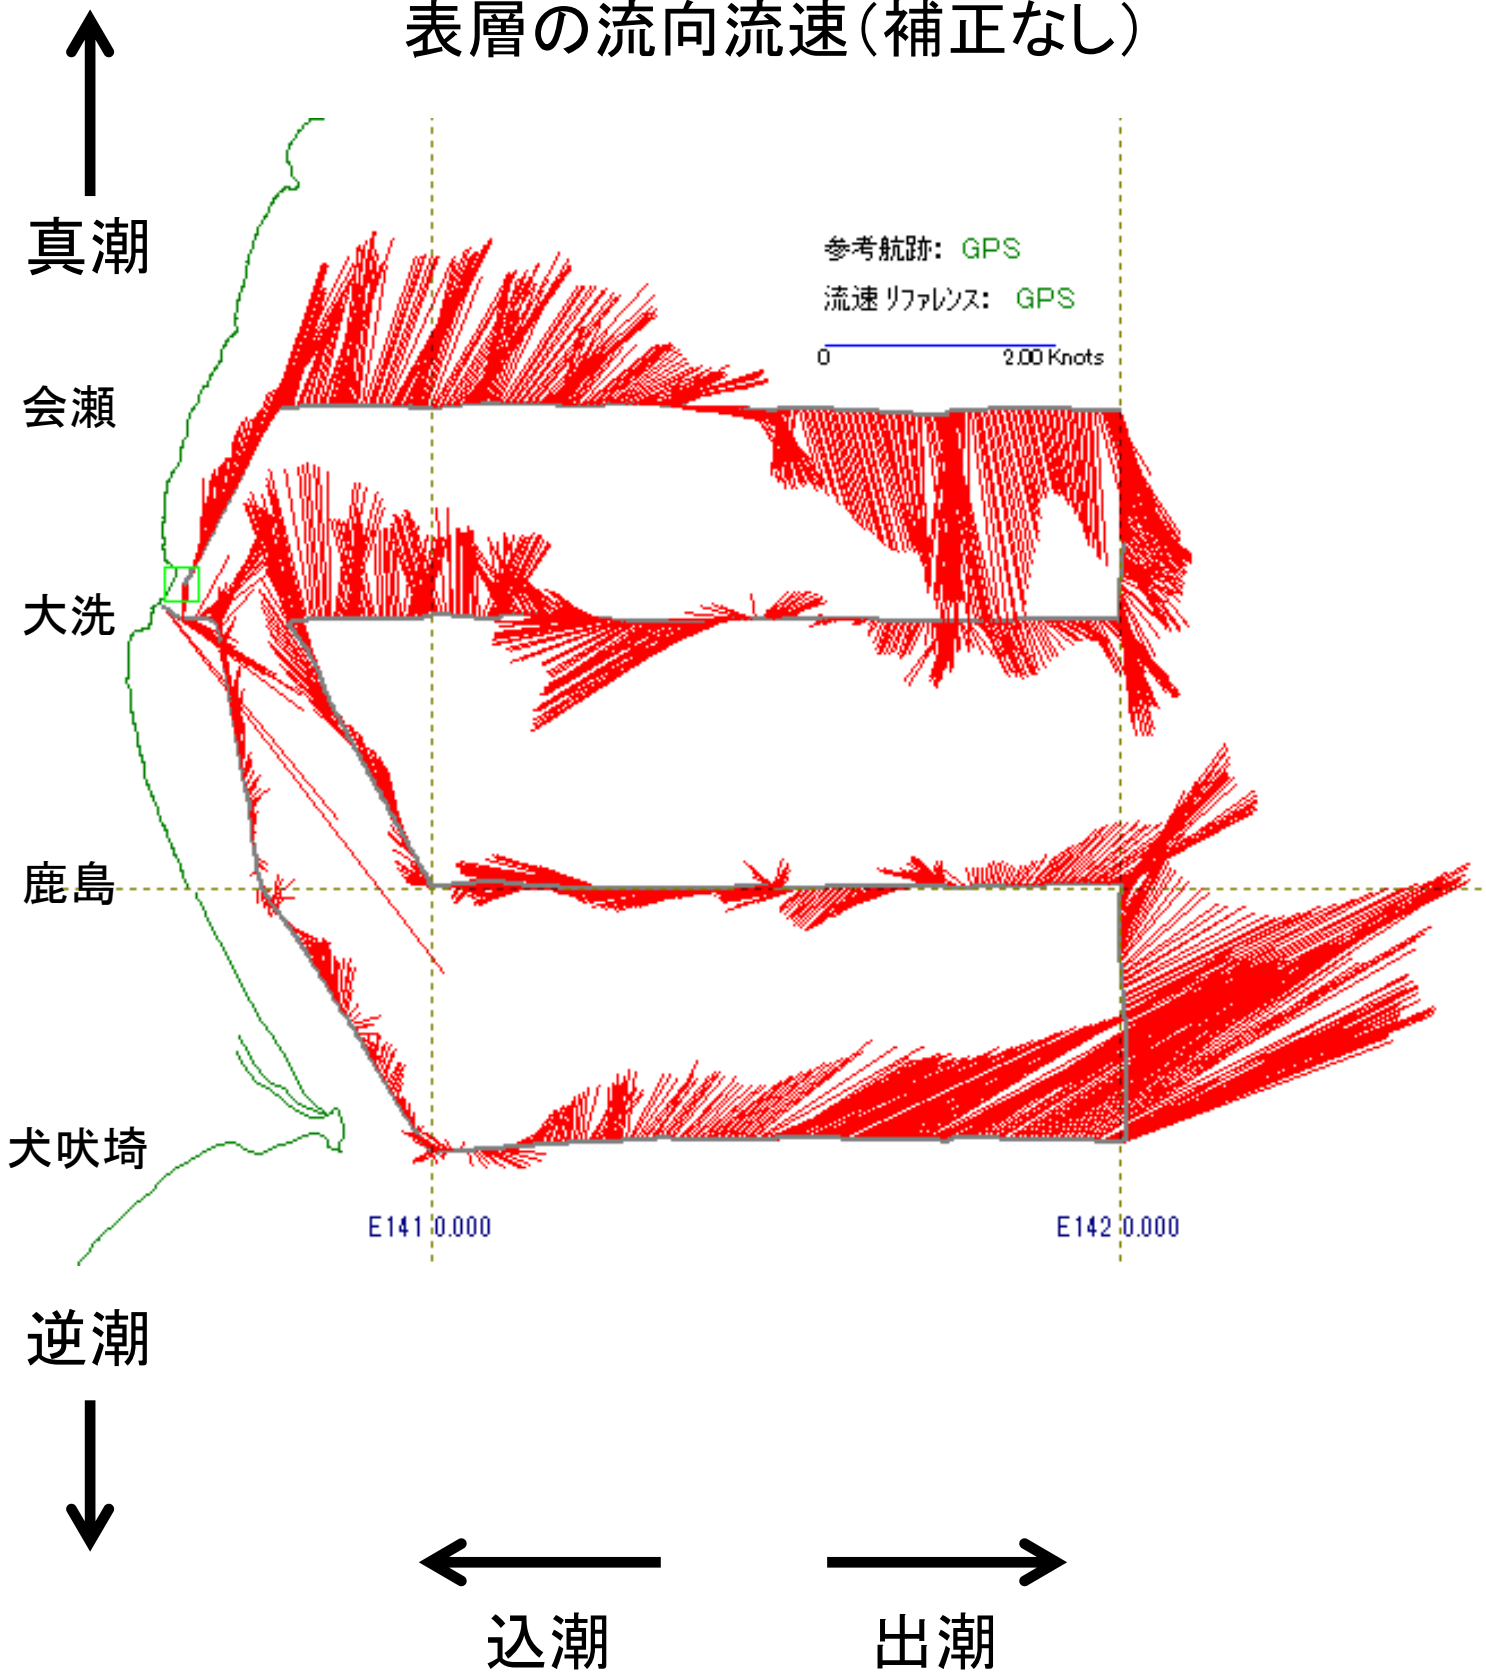 表層の流向流速(補正なし)
真潮
参考航跡: GPS
流速リファレンス: GPS
0 2.00 Knots
会瀬
大洗
鹿島
犬吠埼
E141 0.000 E142 0.000
逆潮
込潮 出潮